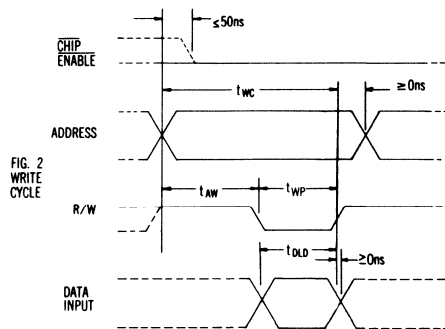 ≤50ns
CHIP
ENABLE
tWC
≥0ns
ADDRESS
FIG. 2
WRITE
CYCLE
tAW
tWP
R/W
tDLD
≥0ns
DATA
INPUT